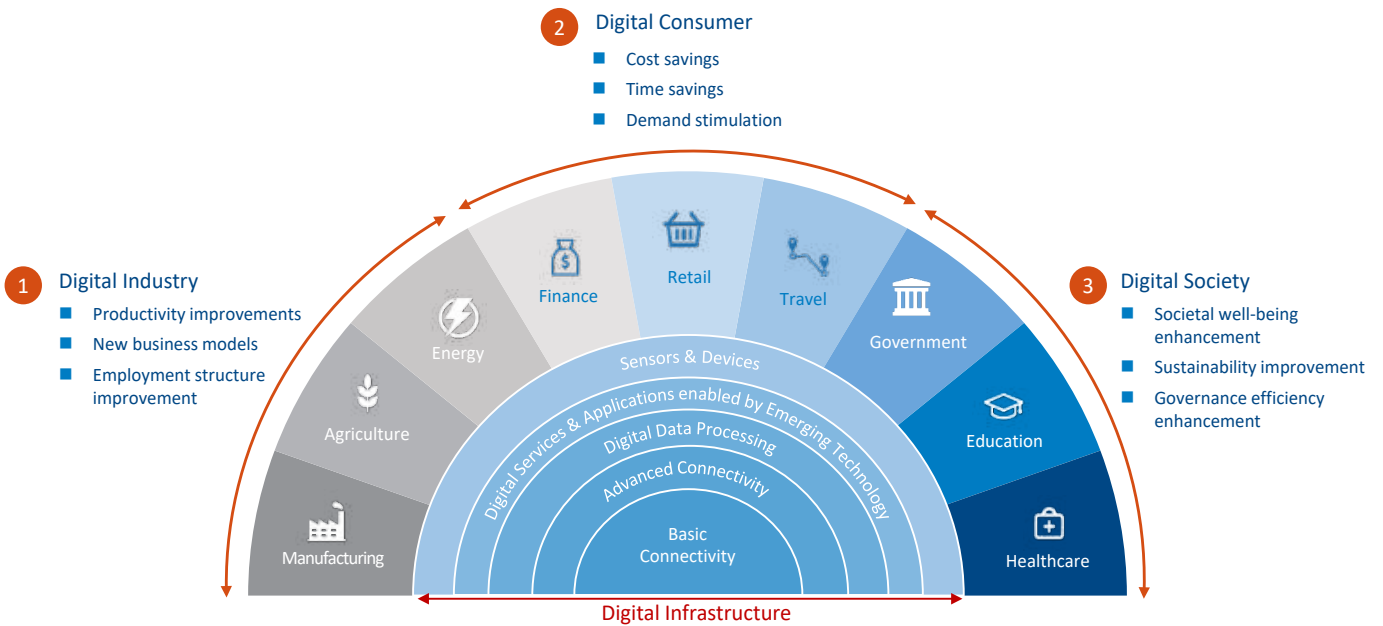 2
Digital Consumer
Cost savings
Time savings
Demand stimulation
1
Digital Industry
Productivity improvements
New business models
Employment structure
improvement
3
Digital Society
Societal well-being
enhancement
Sustainability improvement
Governance efficiency
enhancement
Manufacturing
Agriculture
Energy
Finance
$
Retail
Travel
Government
Education
Healthcare
Sensors & Devices
Digital Services & Applications enabled by Emerging Technology
Digital Data Processing
Advanced Connectivity
Basic
Connectivity
Digital Infrastructure